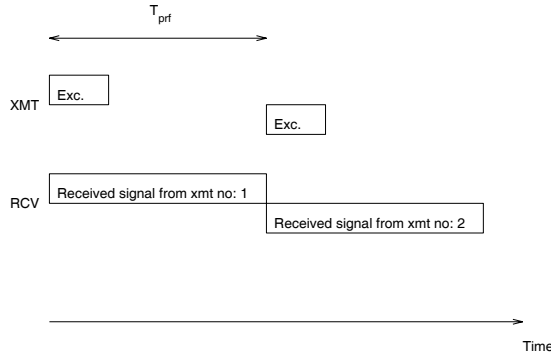 T_prf
XMT
Exc.
Exc.
RCV
Received signal from xmt no: 1
Received signal from xmt no: 2
Time